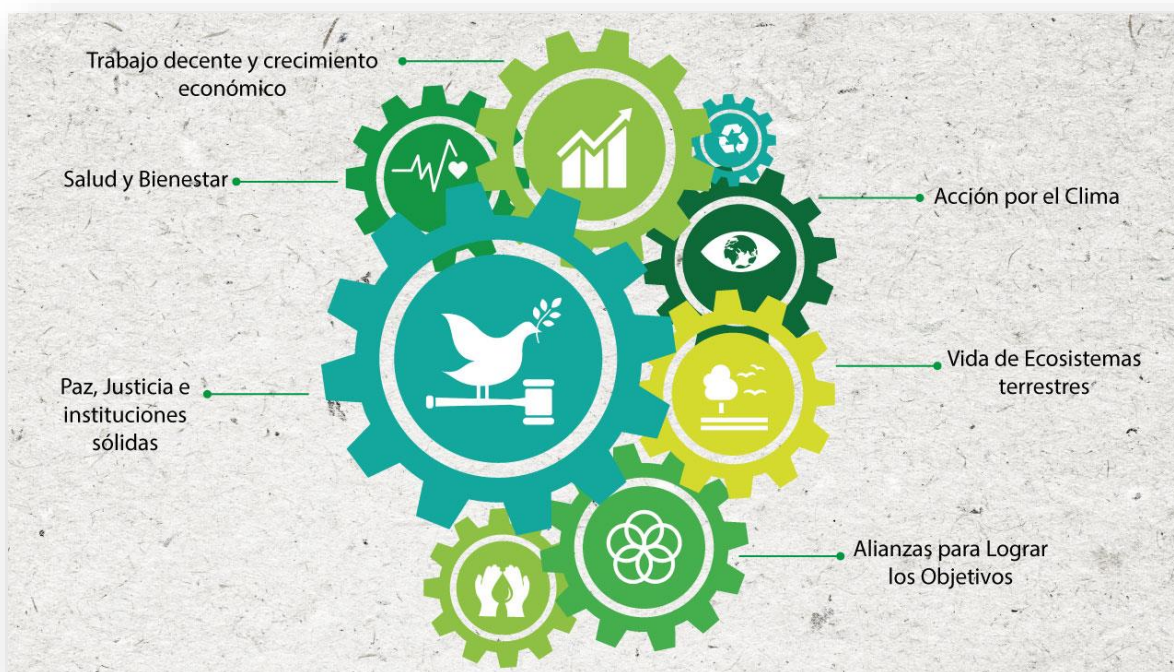 Trabajo decente y crecimiento
económico
Salud y Bienestar
Acción por el Clima
Vida de Ecosistemas
terrestres
Paz, Justicia e
instituciones
sólidas
Alianzas para Lograr
los Objetivos